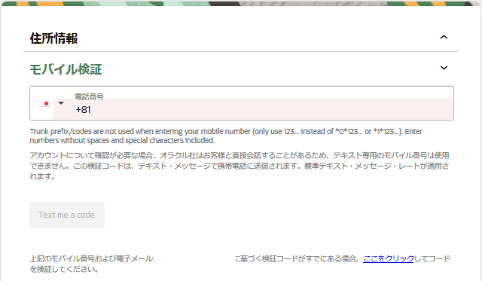 住所情報
モバイル検証
電話番号
+81
Trunk prefix/codes are not used when entering your mobile number (only use 123... instead of *0*123... or *1*123...). Enter
numbers without spaces and special characters included.
アカウントについて確認が必要な場合、オラクル社はお客様と直接会話することがあるため、テキスト専用のモバイル番号は使用
できません。この検証コードは、テキスト・メッセージで携帯電話に送信されます。標準テキスト・メッセージ・レートが適用さ
れます。
Text me a code
上記のモバイル番号および電子メール に基づく検証コードがすでにある場合、ここをクリックしてコード
を検証してください。